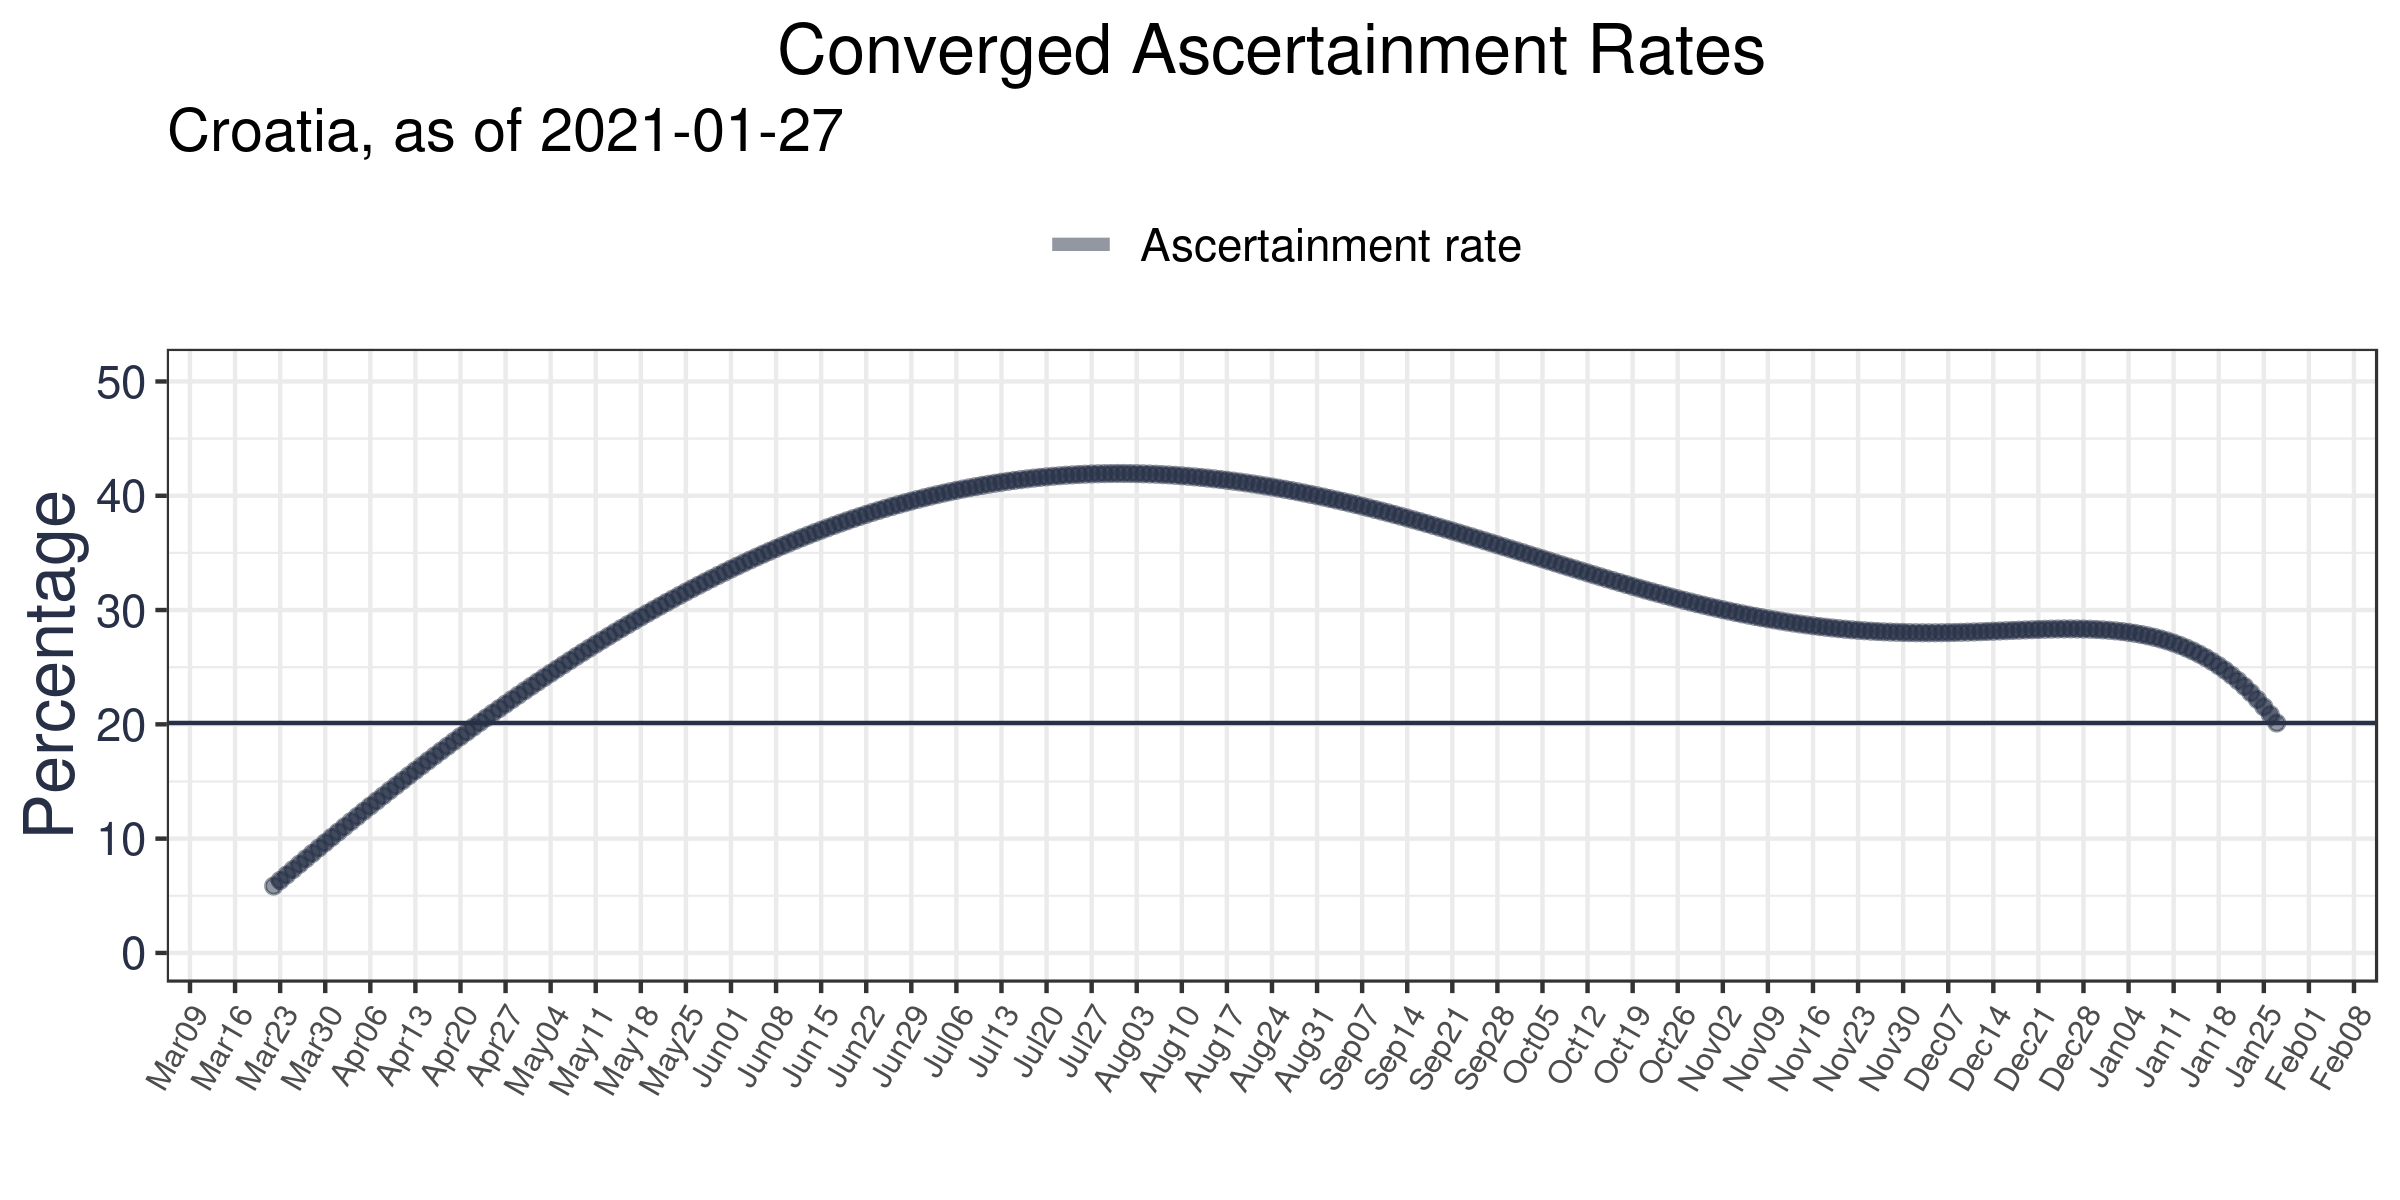 Converged Ascertainment Rates
Croatia, as of 2021-01-27
Ascertainment rate
Percentage
50
40
30
20
10
0
Mar09 Mar16 Mar23 Mar30 Apr06 Apr13 Apr20 Apr27 May04 May11 May18 May25 Jun01 Jun08 Jun15 Jun22 Jun29 Jul06 Jul13 Jul20 Jul27 Aug03 Aug10 Aug17 Aug24 Aug31 Sep07 Sep14 Sep21 Sep28 Oct05 Oct12 Oct19 Oct26 Nov02 Nov09 Nov16 Nov23 Nov30 Dec07 Dec14 Dec21 Dec28 Jan04 Jan11 Jan18 Jan25 Feb01 Feb08